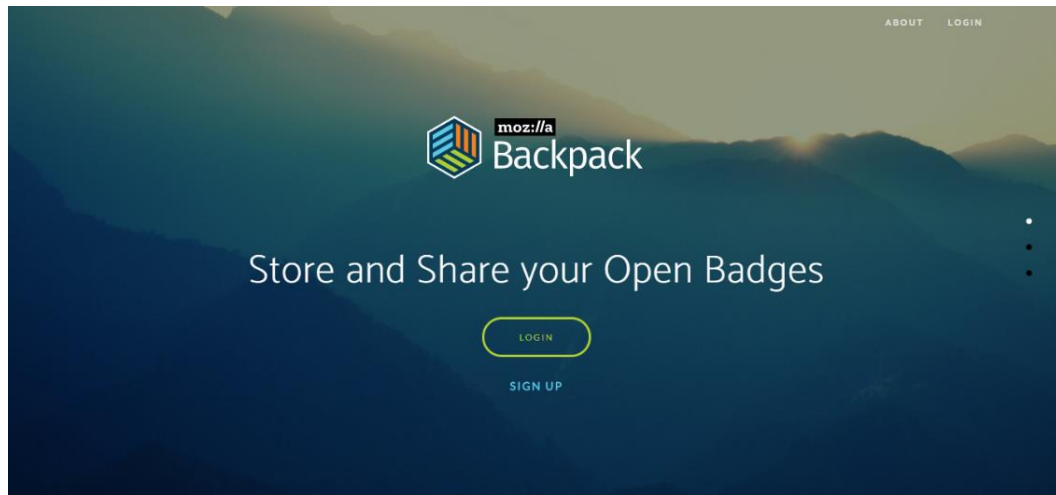 ABOUT LOGIN
moz://a
Backpack
Store and Share your Open Badges
LOGIN
SIGN UP